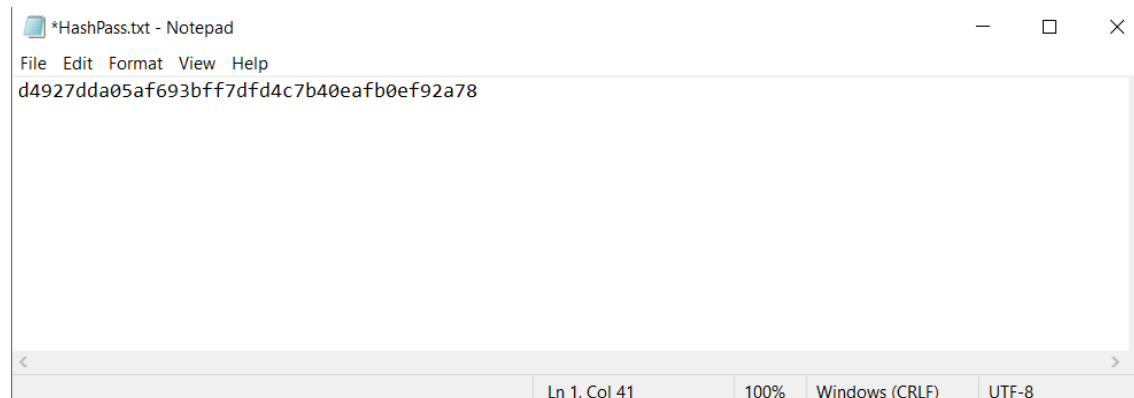 *HashPass.txt - Notepad
File Edit Format View Help
d4927dda05af693bff7dfd4c7b40eafb0ef92a78
Ln 1, Col 41 100% Windows (CRLF) UTF-8